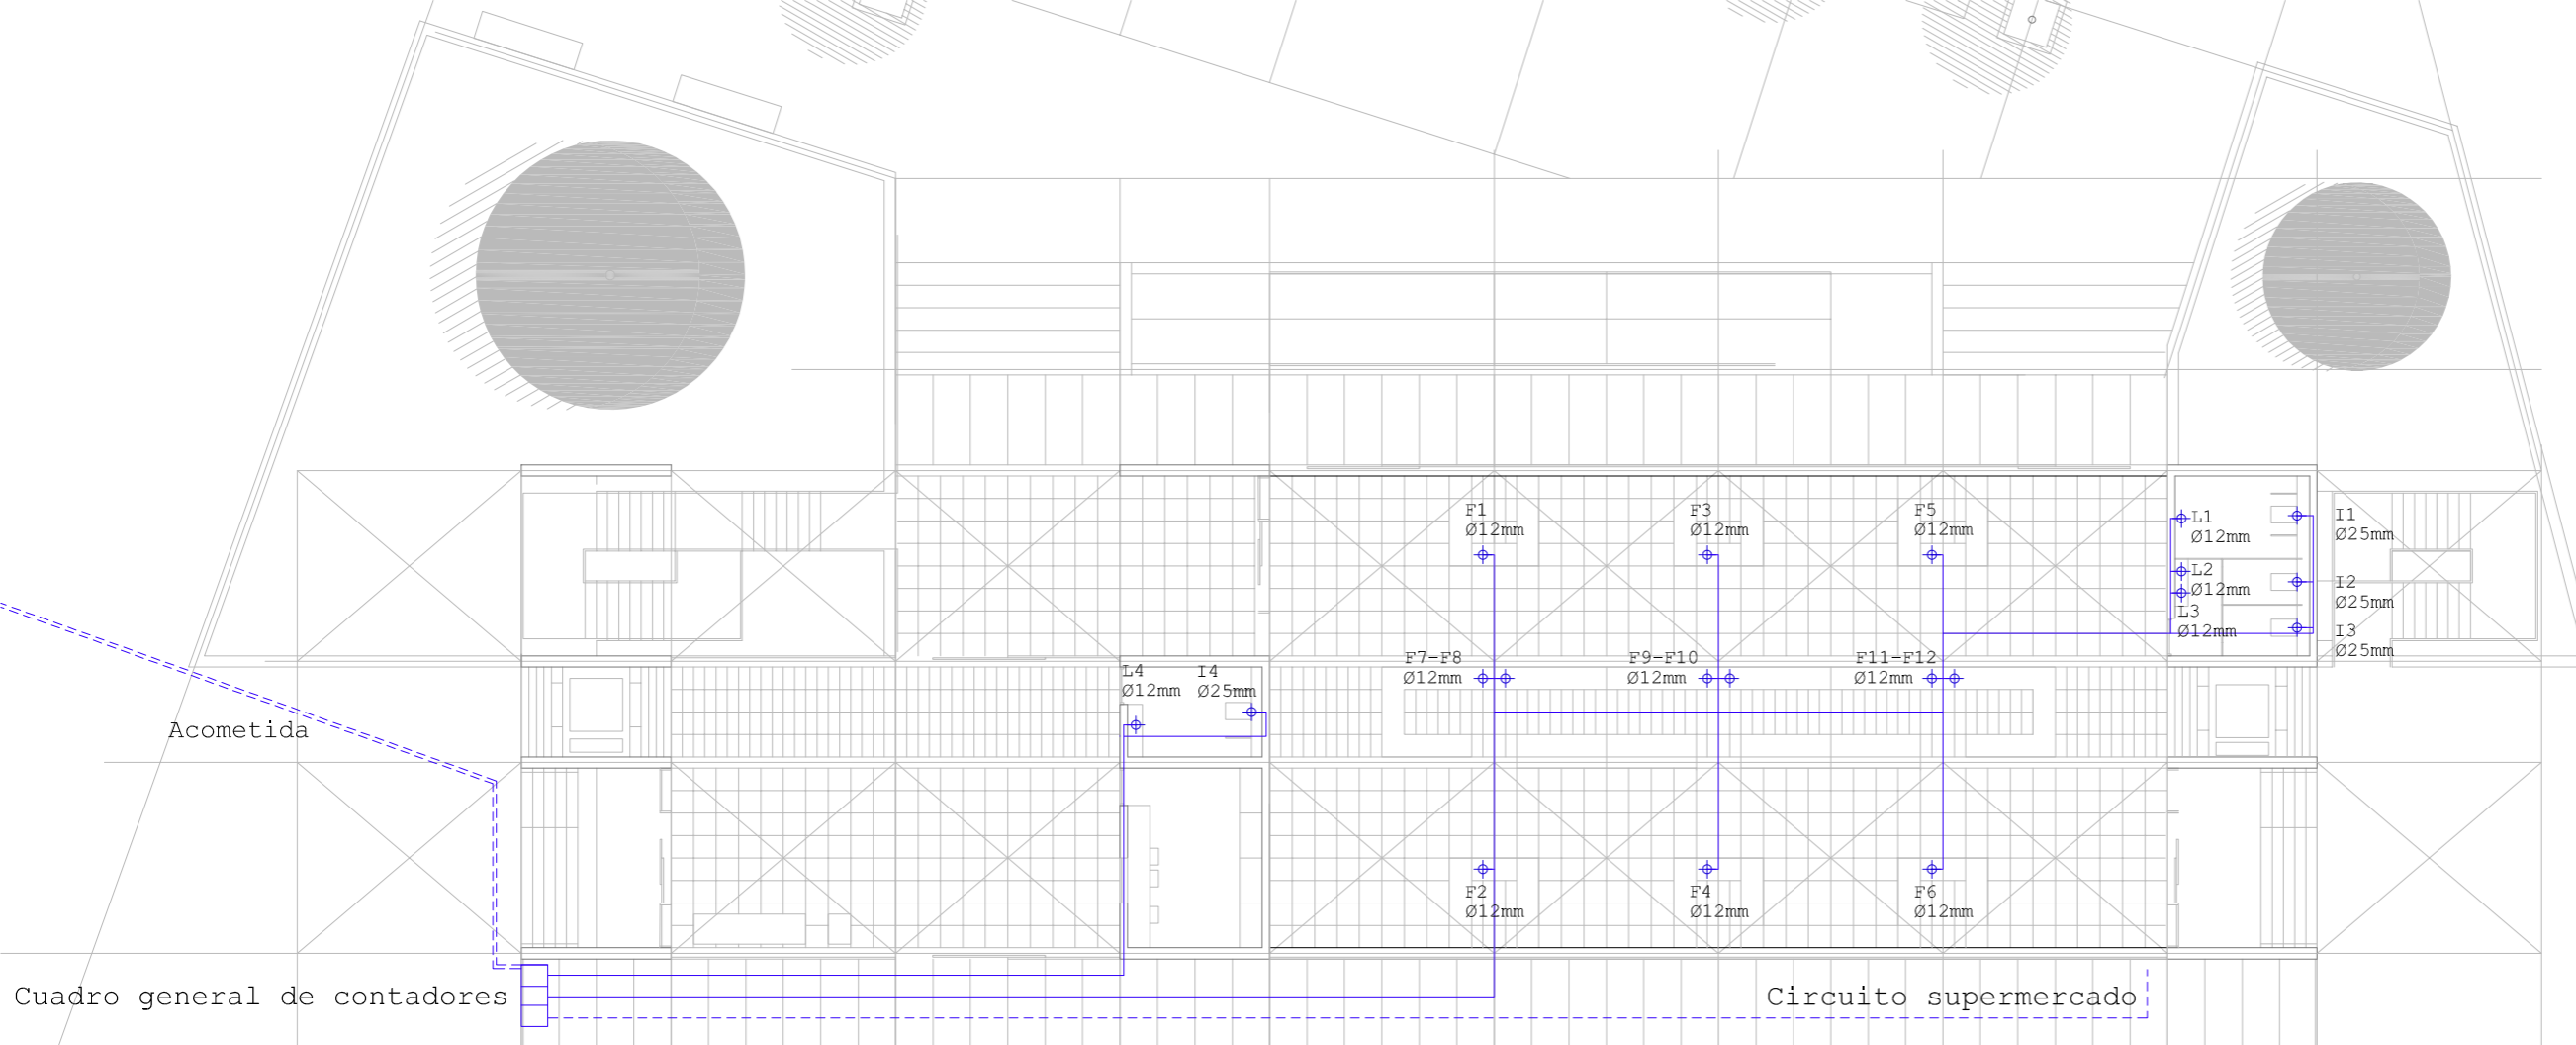 F1
Ø12mm
F3
Ø12mm
F5
Ø12mm
L1
Ø12mm
I1
Ø25mm
L2
Ø12mm
I2
Ø25mm
L3
Ø12mm
I3
Ø25mm
F7-F8
Ø12mm
F9-F10
Ø12mm
F11-F12
Ø12mm
L4
Ø12mm
I4
Ø25mm
Acometida
F2
Ø12mm
F4
Ø12mm
F6
Ø12mm
Cuadro general de contadores
Circuito supermercado